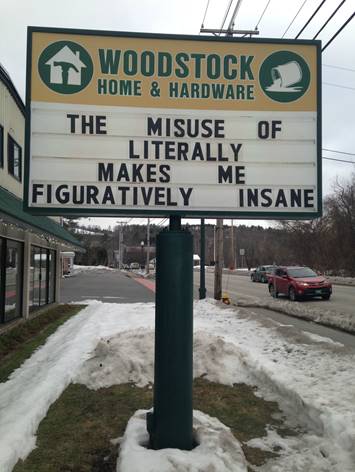 WOODSTOCK
HOME & HARDWARE
THE MISUSE OF
LITERALLY
MAKES ME
FIGURATIVELY INSANE